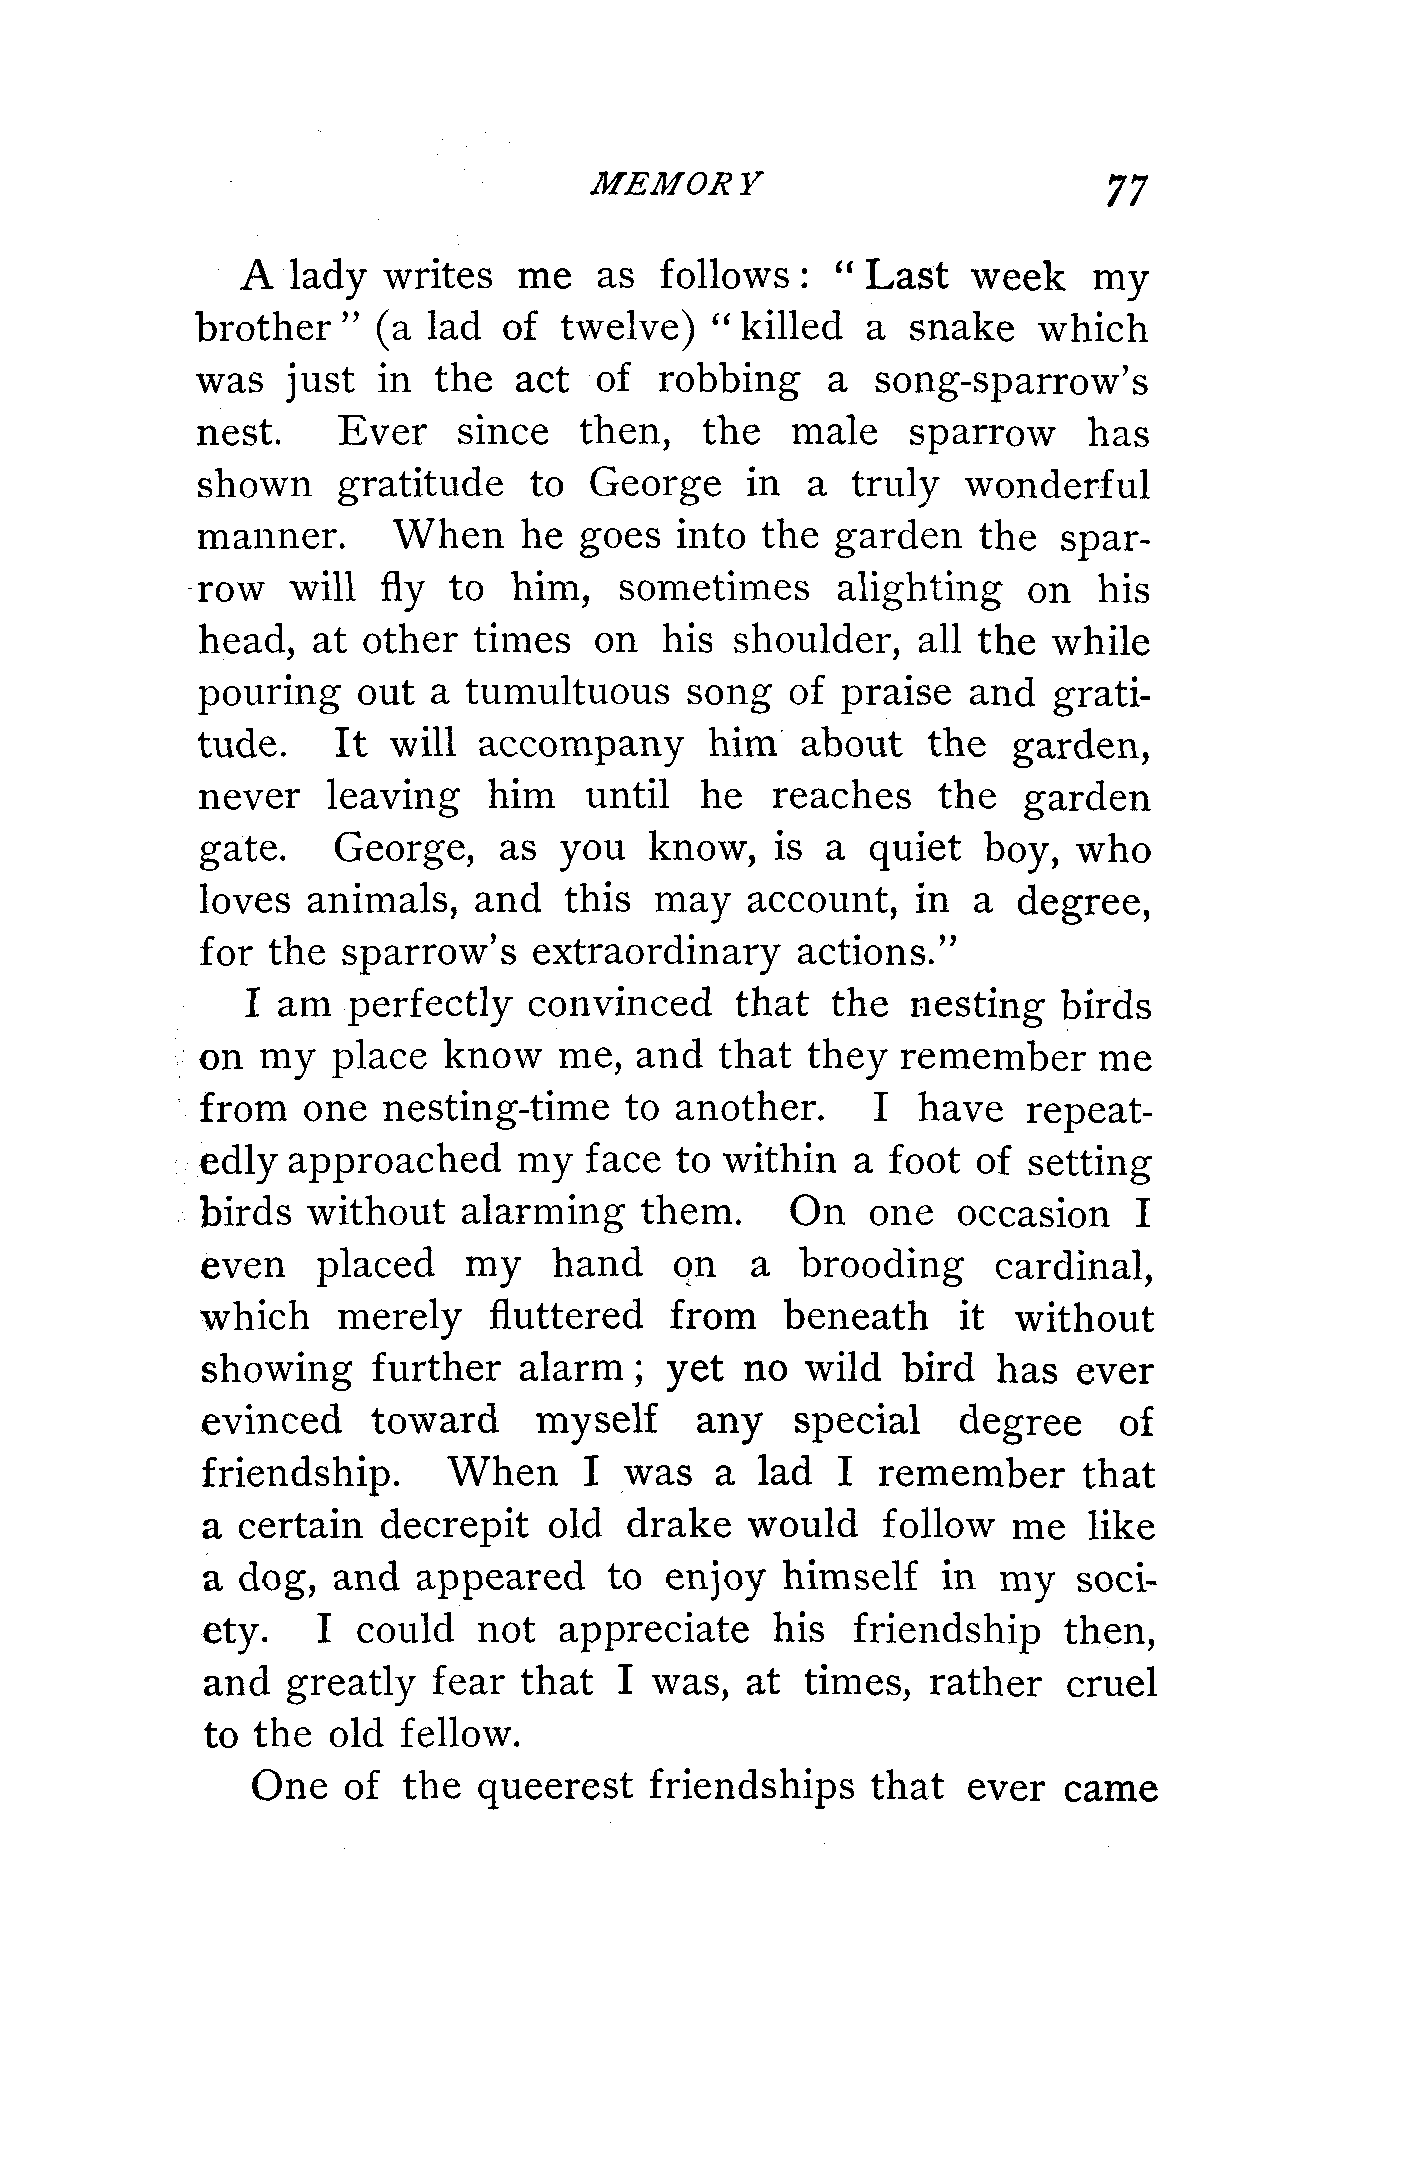 MEMORY 77
A lady writes me as follows: “Last week my
brother” (a lad of twelve) “killed a snake which
was just in the act of robbing a song-sparrow's
nest. Ever since then, the male sparrow has
shown gratitude to George in a truly wonderful
manner. When he goes into the garden the spar-
row will fly to him, sometimes alighting on his
head, at other times on his shoulder, all the while
pouring out a tumultuous song of praise and grati-
tude. It will accompany him about the garden,
never leaving him until he reaches the garden
gate. George, as you know, is a quiet boy, who
loves animals, and this may account, in a degree,
for the sparrow's extraordinary actions.”
I am perfectly convinced that the nesting birds
on my place know me, and that they remember me
from one nesting-time to another. I have repeat-
edly approached my face to within a foot of setting
birds without alarming them. On one occasion I
even placed my hand on a brooding cardinal,
which merely fluttered from beneath it without
showing further alarm; yet no wild bird has ever
evinced toward myself any special degree of
friendship. When I was a lad I remember that
a certain decrepit old drake would follow me like
a dog, and appeared to enjoy himself in my soci-
ety. I could not appreciate his friendship then,
and greatly fear that I was, at times, rather cruel
to the old fellow.
One of the queerest friendships that ever came